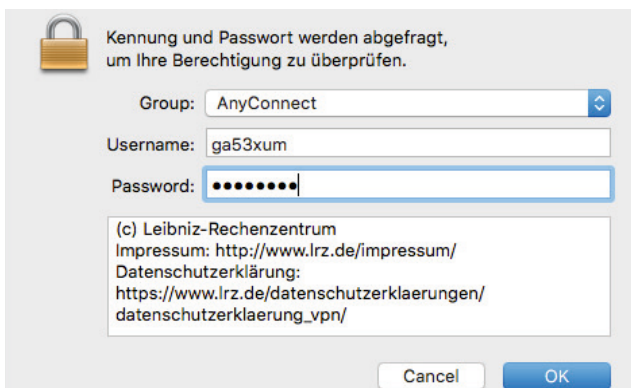 Kennung und Passwort werden abgefragt,
um Ihre Berechtigung zu überprüfen.
Group: AnyConnect
Username: ga53xum
Password: ●●●●●●●●
(c) Leibniz-Rechenzentrum
Impressum: http://www.lrz.de/impressum/
Datenschutzerklärung:
https://www.lrz.de/datenschutzerklaerungen/
datenschutzerklaerung_vpn/
Cancel OK